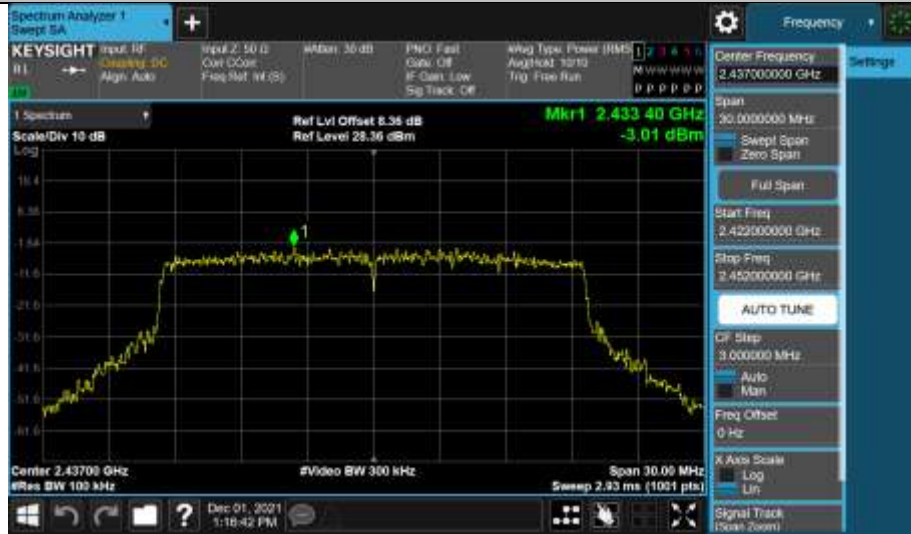 Spectrum Analyzer 1
Swept SA
Frequency
KEYSIGHT Input: RF
Coupling: DC
Align: Auto
Input Z: 50 Ω
Corr CCorr
Freq Ref: Int (S)
#Atten: 36 dB
PNO: Fast
Gate: Off
IF Gain: Low
Sig Track: Off
#Avg Type: Power (RMS)
Avg|Hold: 10/10
Trig: Free Run
1 2 3 4 5 6
M W W W W W
P P P P P P
1 Spectrum
Scale/Div 10 dB
Log
Ref Lvl Offset 8.36 dB
Ref Level 28.36 dBm
Mkr1 2.433 40 GHz
-3.01 dBm
18.4
8.36
-1.64
-11.6
-21.6
-31.6
-41.6
-51.6
-61.6
1
Center 2.43700 GHz
#Res BW 100 kHz
#Video BW 300 kHz
Span 30.00 MHz
Sweep 2.93 ms (1001 pts)
Dec 01, 2021
1:16:42 PM
?
Center Frequency
2.437000000 GHz
Settings
Span
30.0000000 MHz
Swept Span
Zero Span
Full Span
Start Freq
2.422000000 GHz
Stop Freq
2.452000000 GHz
AUTO TUNE
CF Step
3.000000 MHz
Auto
Man
Freq Offset
0 Hz
X Axis Scale
Log
Lin
Signal Track
(Span Zoom)